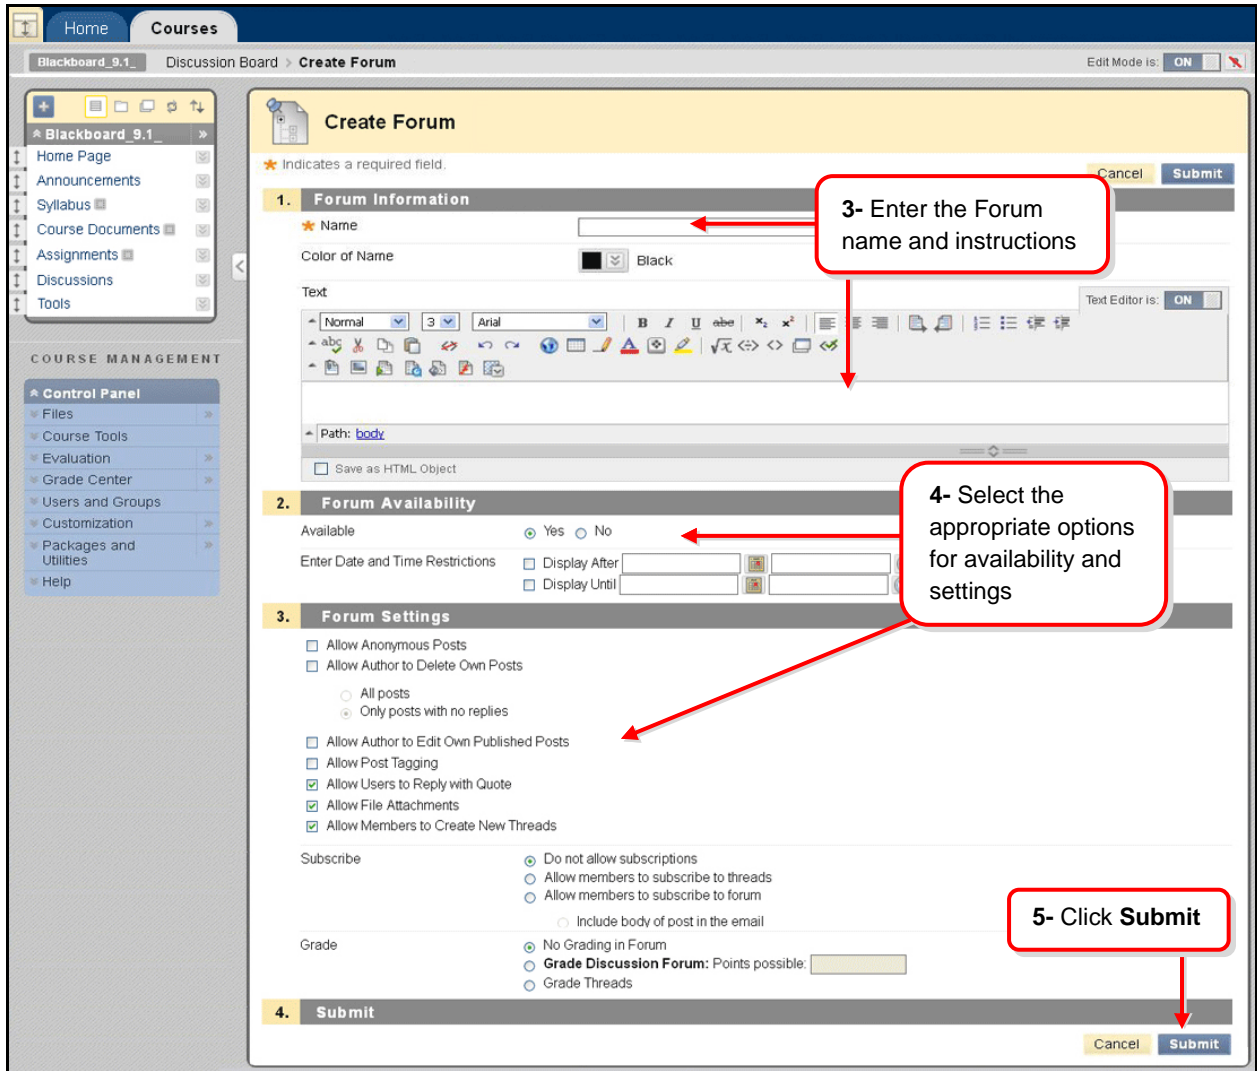 Home Courses
Blackboard_9.1_ Discussion Board > Create Forum Edit Mode is: ON
Blackboard_9.1_
Home Page
Announcements
Syllabus
Course Documents
Assignments
Discussions
Tools
COURSE MANAGEMENT
Control Panel
Files
Course Tools
Evaluation
Grade Center
Users and Groups
Customization
Packages and
Utilities
Help
Create Forum
Indicates a required field.
Cancel Submit
1. Forum Information
Name
3- Enter the Forum
name and instructions
Color of Name Black
Text
Text Editor is: ON
Normal 3 Arial B I U abc x₂ x²
abc
Path: body
Save as HTML Object
2. Forum Availability
Available Yes No
Enter Date and Time Restrictions Display After
Display Until
4- Select the
appropriate options
for availability and
settings
3. Forum Settings
Allow Anonymous Posts
Allow Author to Delete Own Posts
All posts
Only posts with no replies
Allow Author to Edit Own Published Posts
Allow Post Tagging
Allow Users to Reply with Quote
Allow File Attachments
Allow Members to Create New Threads
Subscribe Do not allow subscriptions
Allow members to subscribe to threads
Allow members to subscribe to forum
Include body of post in the email
5- Click Submit
Grade No Grading in Forum
Grade Discussion Forum: Points possible:
Grade Threads
4. Submit
Cancel Submit